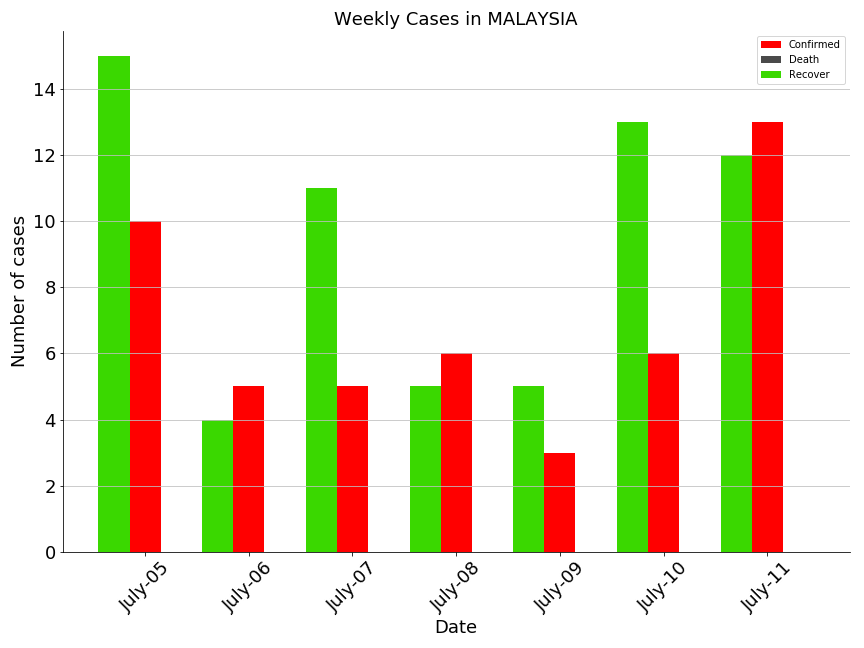 Weekly Cases in MALAYSIA
Confirmed
Death
Recover
Number of cases
14
12
10
8
6
4
2
0
July-05
July-06
July-07
July-08
July-09
July-10
July-11
Date